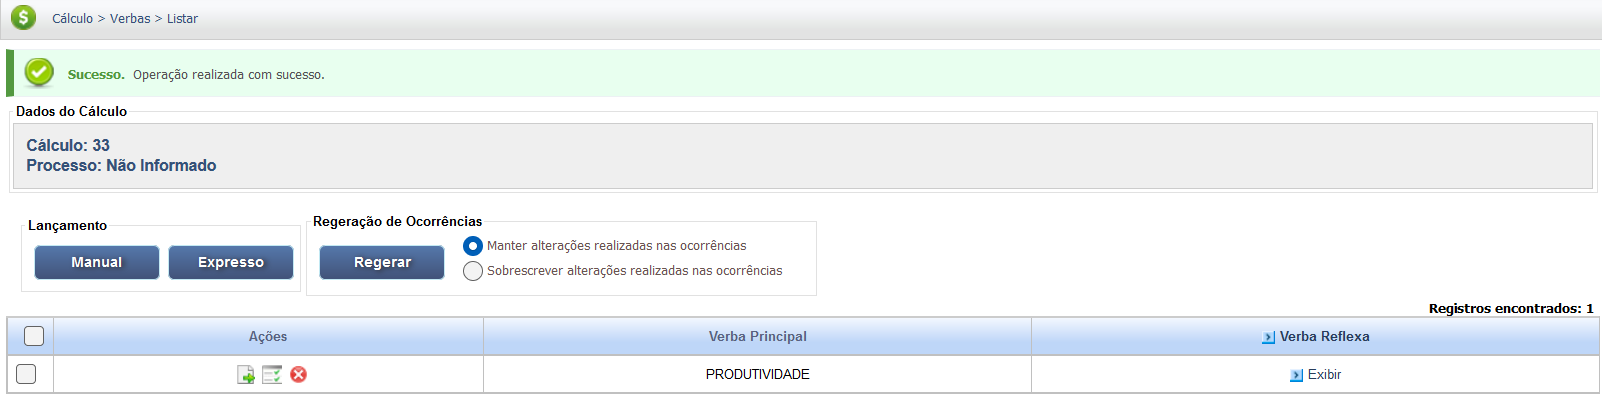 Cálculo > Verbas > Listar
Sucesso. Operação realizada com sucesso.
Dados do Cálculo
Cálculo: 33
Processo: Não Informado
Lançamento
Manual Expresso
Regeração de Ocorrências
Regerar
Manter alterações realizadas nas ocorrências
Sobrescrever alterações realizadas nas ocorrências
Registros encontrados: 1
Ações Verba Principal Verba Reflexa
PRODUTIVIDADE Exibir